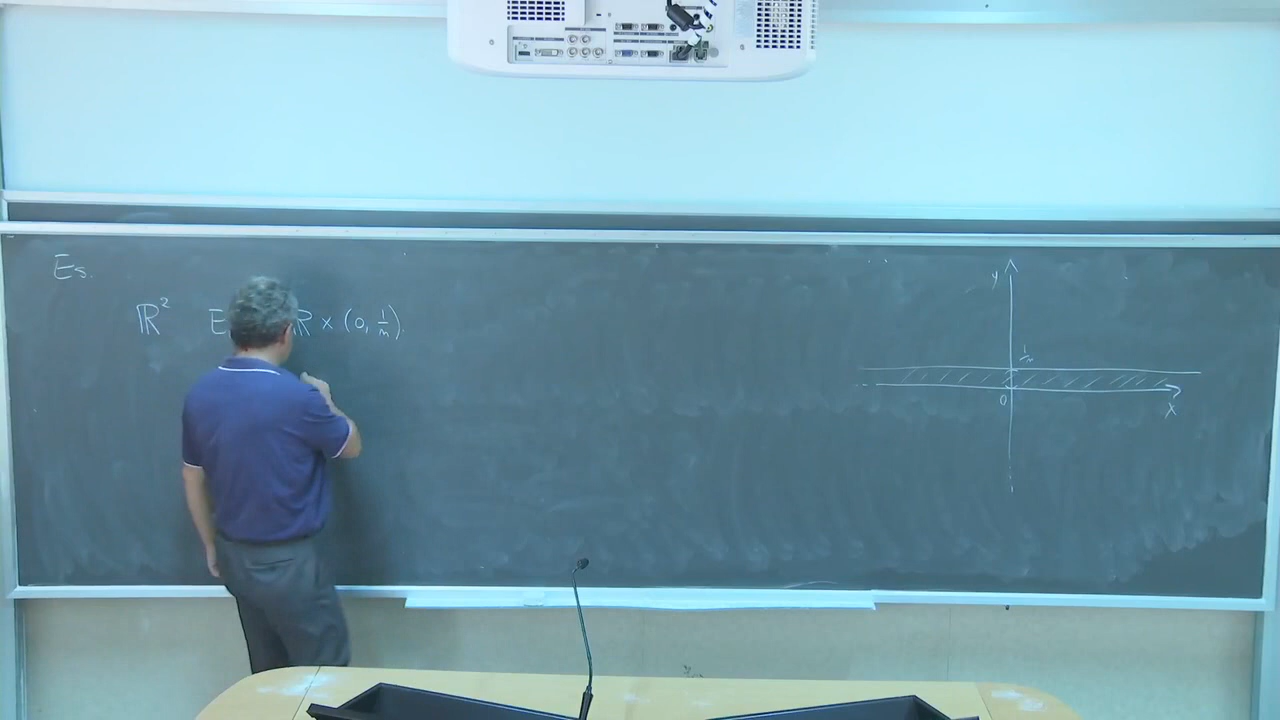 Es.
ℝ² E ℝ × (0, 1/n)
y
1/n
0
x